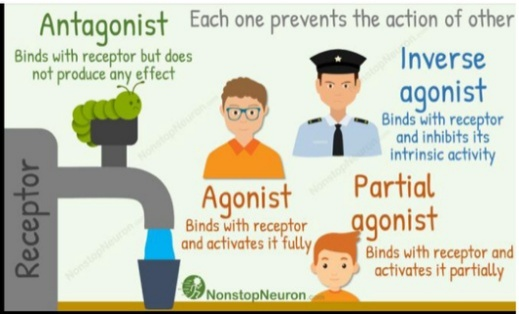 Antagonist
Each one prevents the action of other
Binds with receptor but does
not produce any effect
Inverse
agonist
Binds with receptor
and inhibits its
intrinsic activity
Receptor
Agonist
Binds with receptor
and activates it fully
Partial
agonist
Binds with receptor and
activates it partially
NonstopNeuron